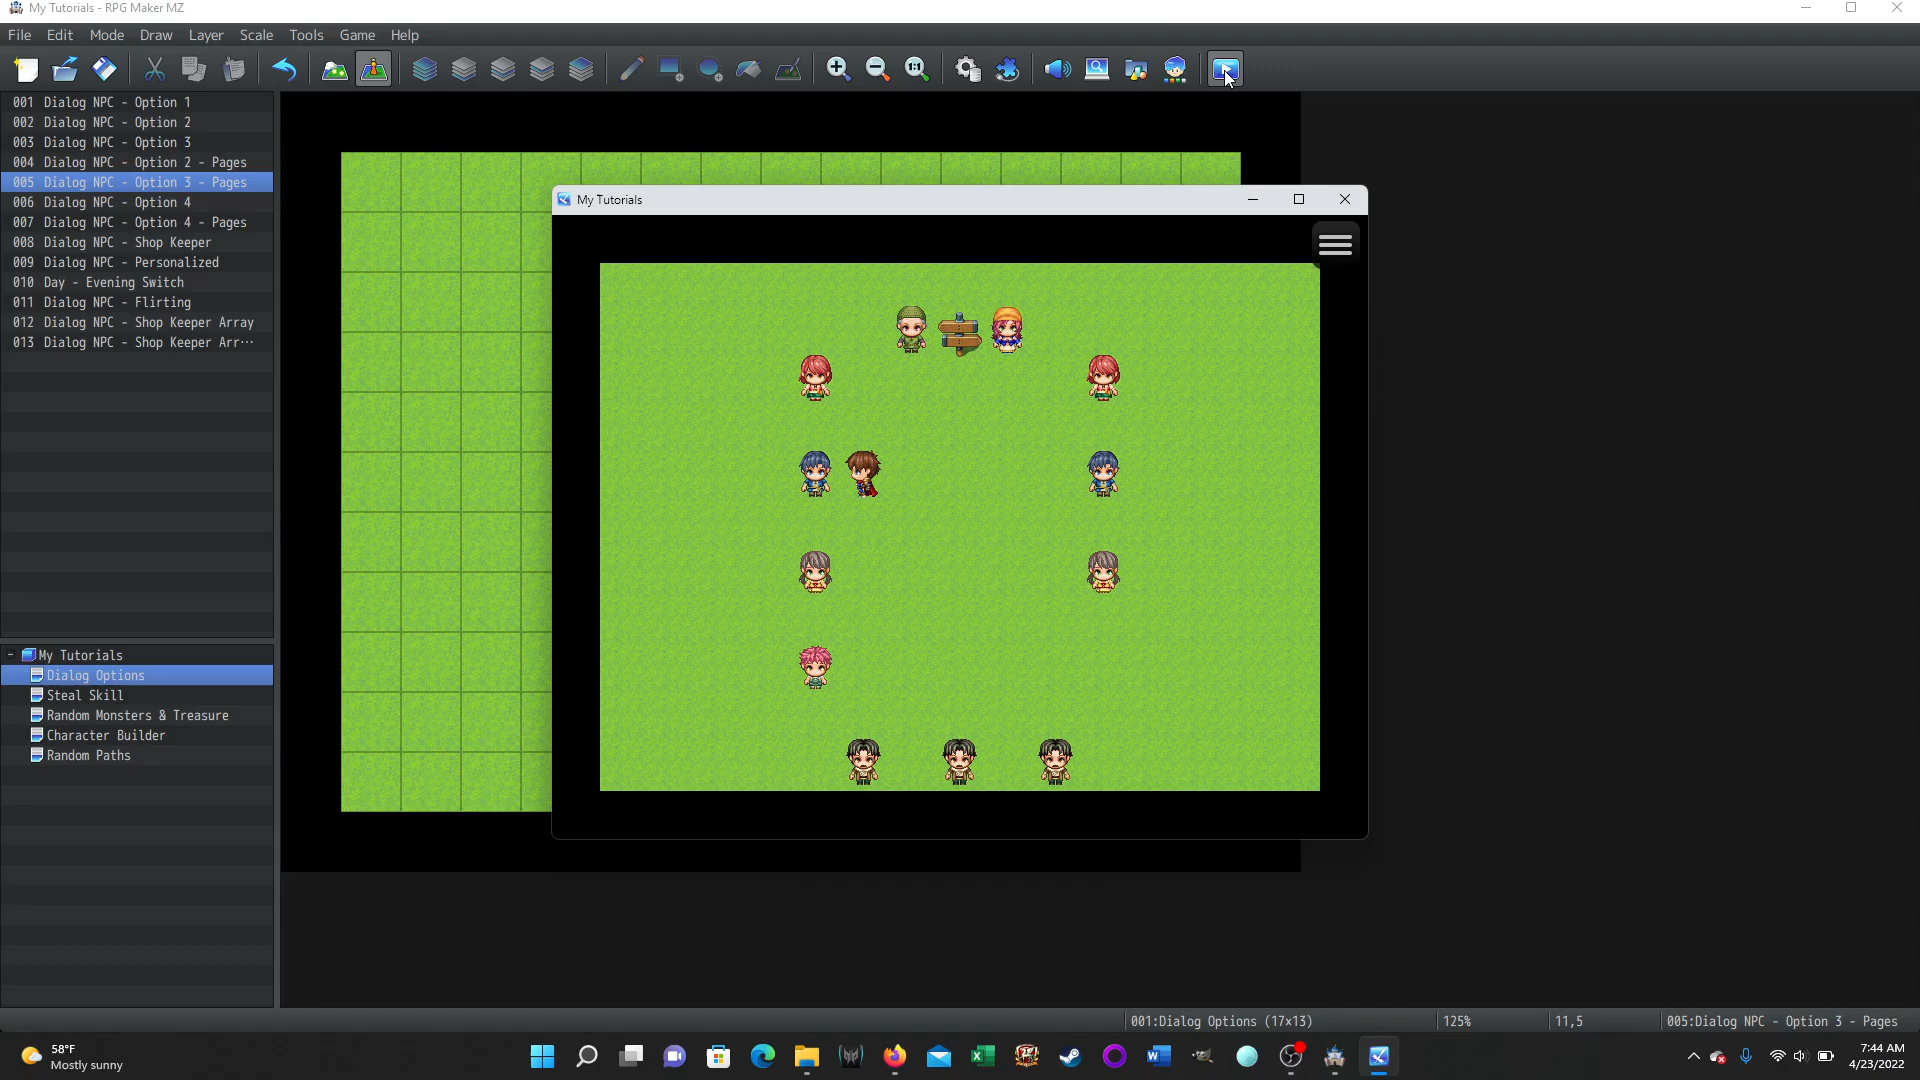 My Tutorials - RPG Maker MZ
File Edit Mode Draw Layer Scale Tools Game Help
1:1
001 Dialog NPC - Option 1
002 Dialog NPC - Option 2
003 Dialog NPC - Option 3
004 Dialog NPC - Option 2 - Pages
005 Dialog NPC - Option 3 - Pages
006 Dialog NPC - Option 4
007 Dialog NPC - Option 4 - Pages
008 Dialog NPC - Shop Keeper
009 Dialog NPC - Personalized
010 Day - Evening Switch
011 Dialog NPC - Flirting
012 Dialog NPC - Shop Keeper Array
013 Dialog NPC - Shop Keeper Arr…
My Tutorials
My Tutorials
Dialog Options
Steal Skill
Random Monsters & Treasure
Character Builder
Random Paths
001:Dialog Options (17×13)
125%
11,5
005:Dialog NPC - Option 3 - Pages
58°F
Mostly sunny
7:44 AM
4/23/2022